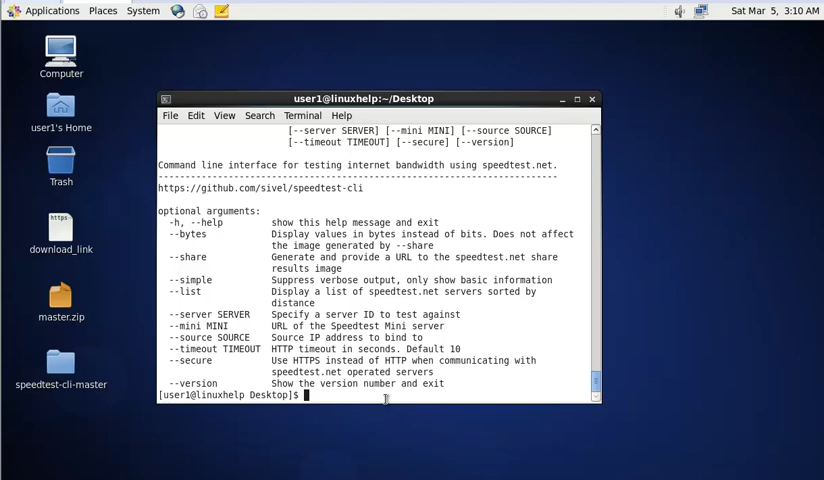 Applications Places System
Sat Mar 5, 3:10 AM
Computer
user1's Home
Trash
https-
download_link
master.zip
speedtest-cli-master
user1@linuxhelp:~/Desktop
File Edit View Search Terminal Help
[--server SERVER] [--mini MINI] [--source SOURCE]
[--timeout TIMEOUT] [--secure] [--version]
Command line interface for testing internet bandwidth using speedtest.net.
--------------------------------------------------------------------------
https://github.com/sivel/speedtest-cli
optional arguments:
-h, --help show this help message and exit
--bytes Display values in bytes instead of bits. Does not affect
the image generated by --share
--share Generate and provide a URL to the speedtest.net share
results image
--simple Suppress verbose output, only show basic information
--list Display a list of speedtest.net servers sorted by
distance
--server SERVER Specify a server ID to test against
--mini MINI URL of the Speedtest Mini server
--source SOURCE Source IP address to bind to
--timeout TIMEOUT HTTP timeout in seconds. Default 10
--secure Use HTTPS instead of HTTP when communicating with
speedtest.net operated servers
--version Show the version number and exit
[user1@linuxhelp Desktop]$